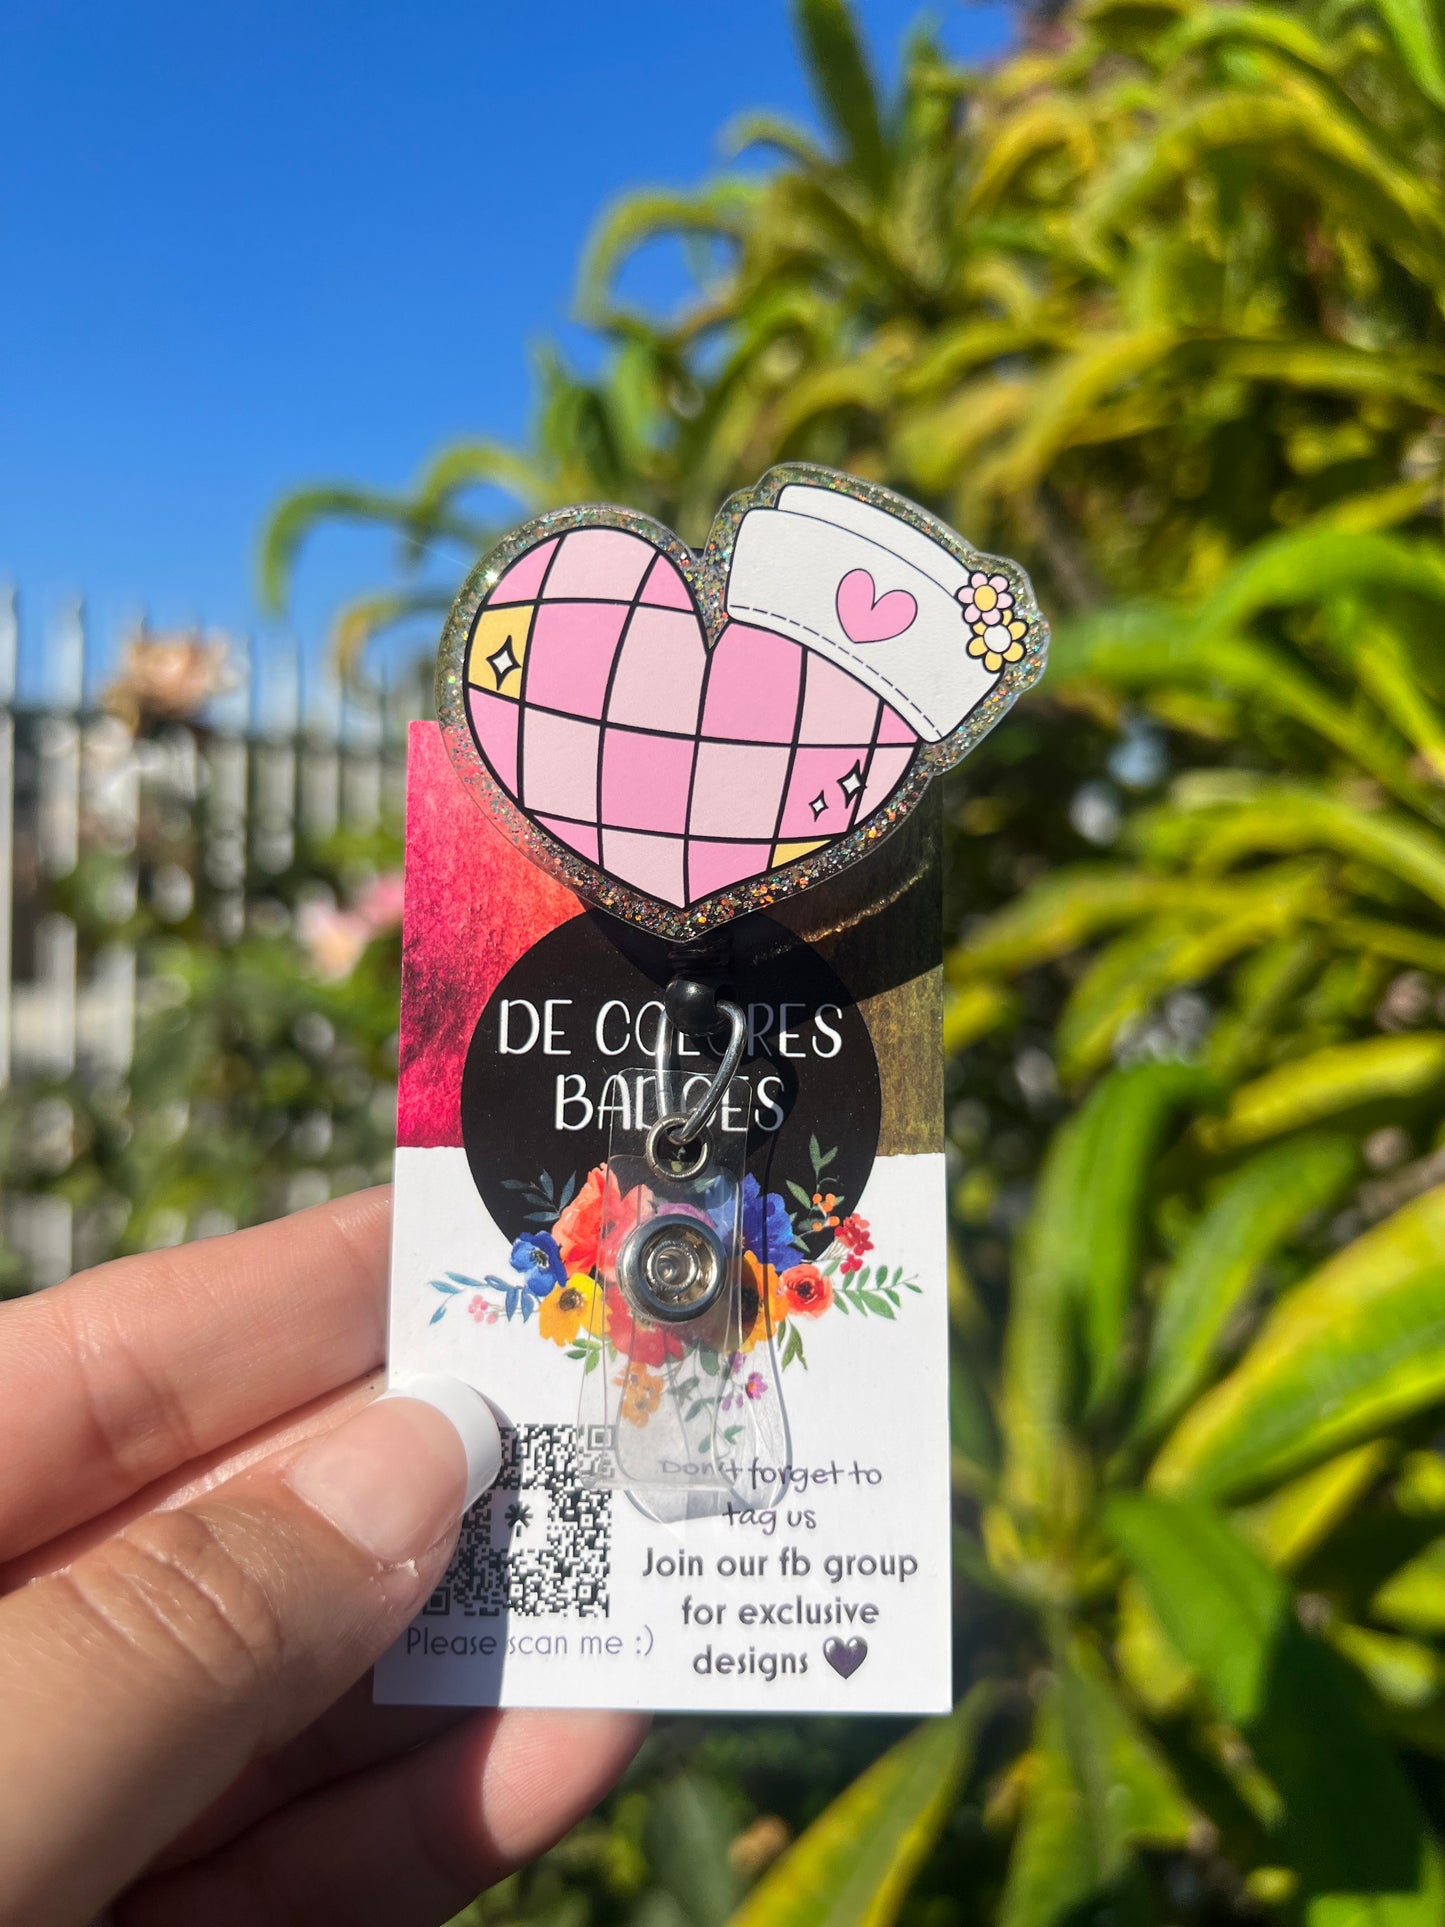 DE COLORES
BADGES
Don't forget to
tag us
Join our fb group
for exclusive
designs
Please scan me :)